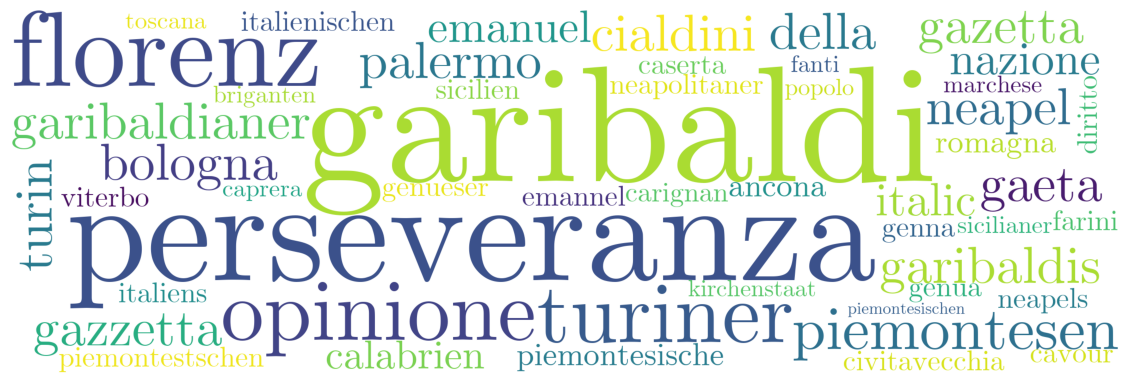 toscana italienischen emanuel cialdini della gazetta
florenz palermo caserta fanti nazione
briganten sicilien neapolitaner popolo marchese
garibaldianer garibaldi neapel diritto
bologna romagna
turin viterbo caprera genueser emannel carignan ancona italic gaeta
perseveranza genna sicilianer farini
garibaldis
italiens kirchenstaat genua neapels
gazzetta opinione turiner piemontesischen piemontesen
piemontestschen calabrien piemontesische civitavecchia cavour